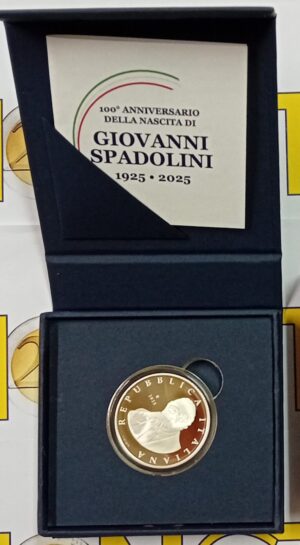 100° ANNIVERSARIO
DELLA NASCITA DI
GIOVANNI
SPADOLINI
1925 • 2025
REPUBBLICA ITALIANA